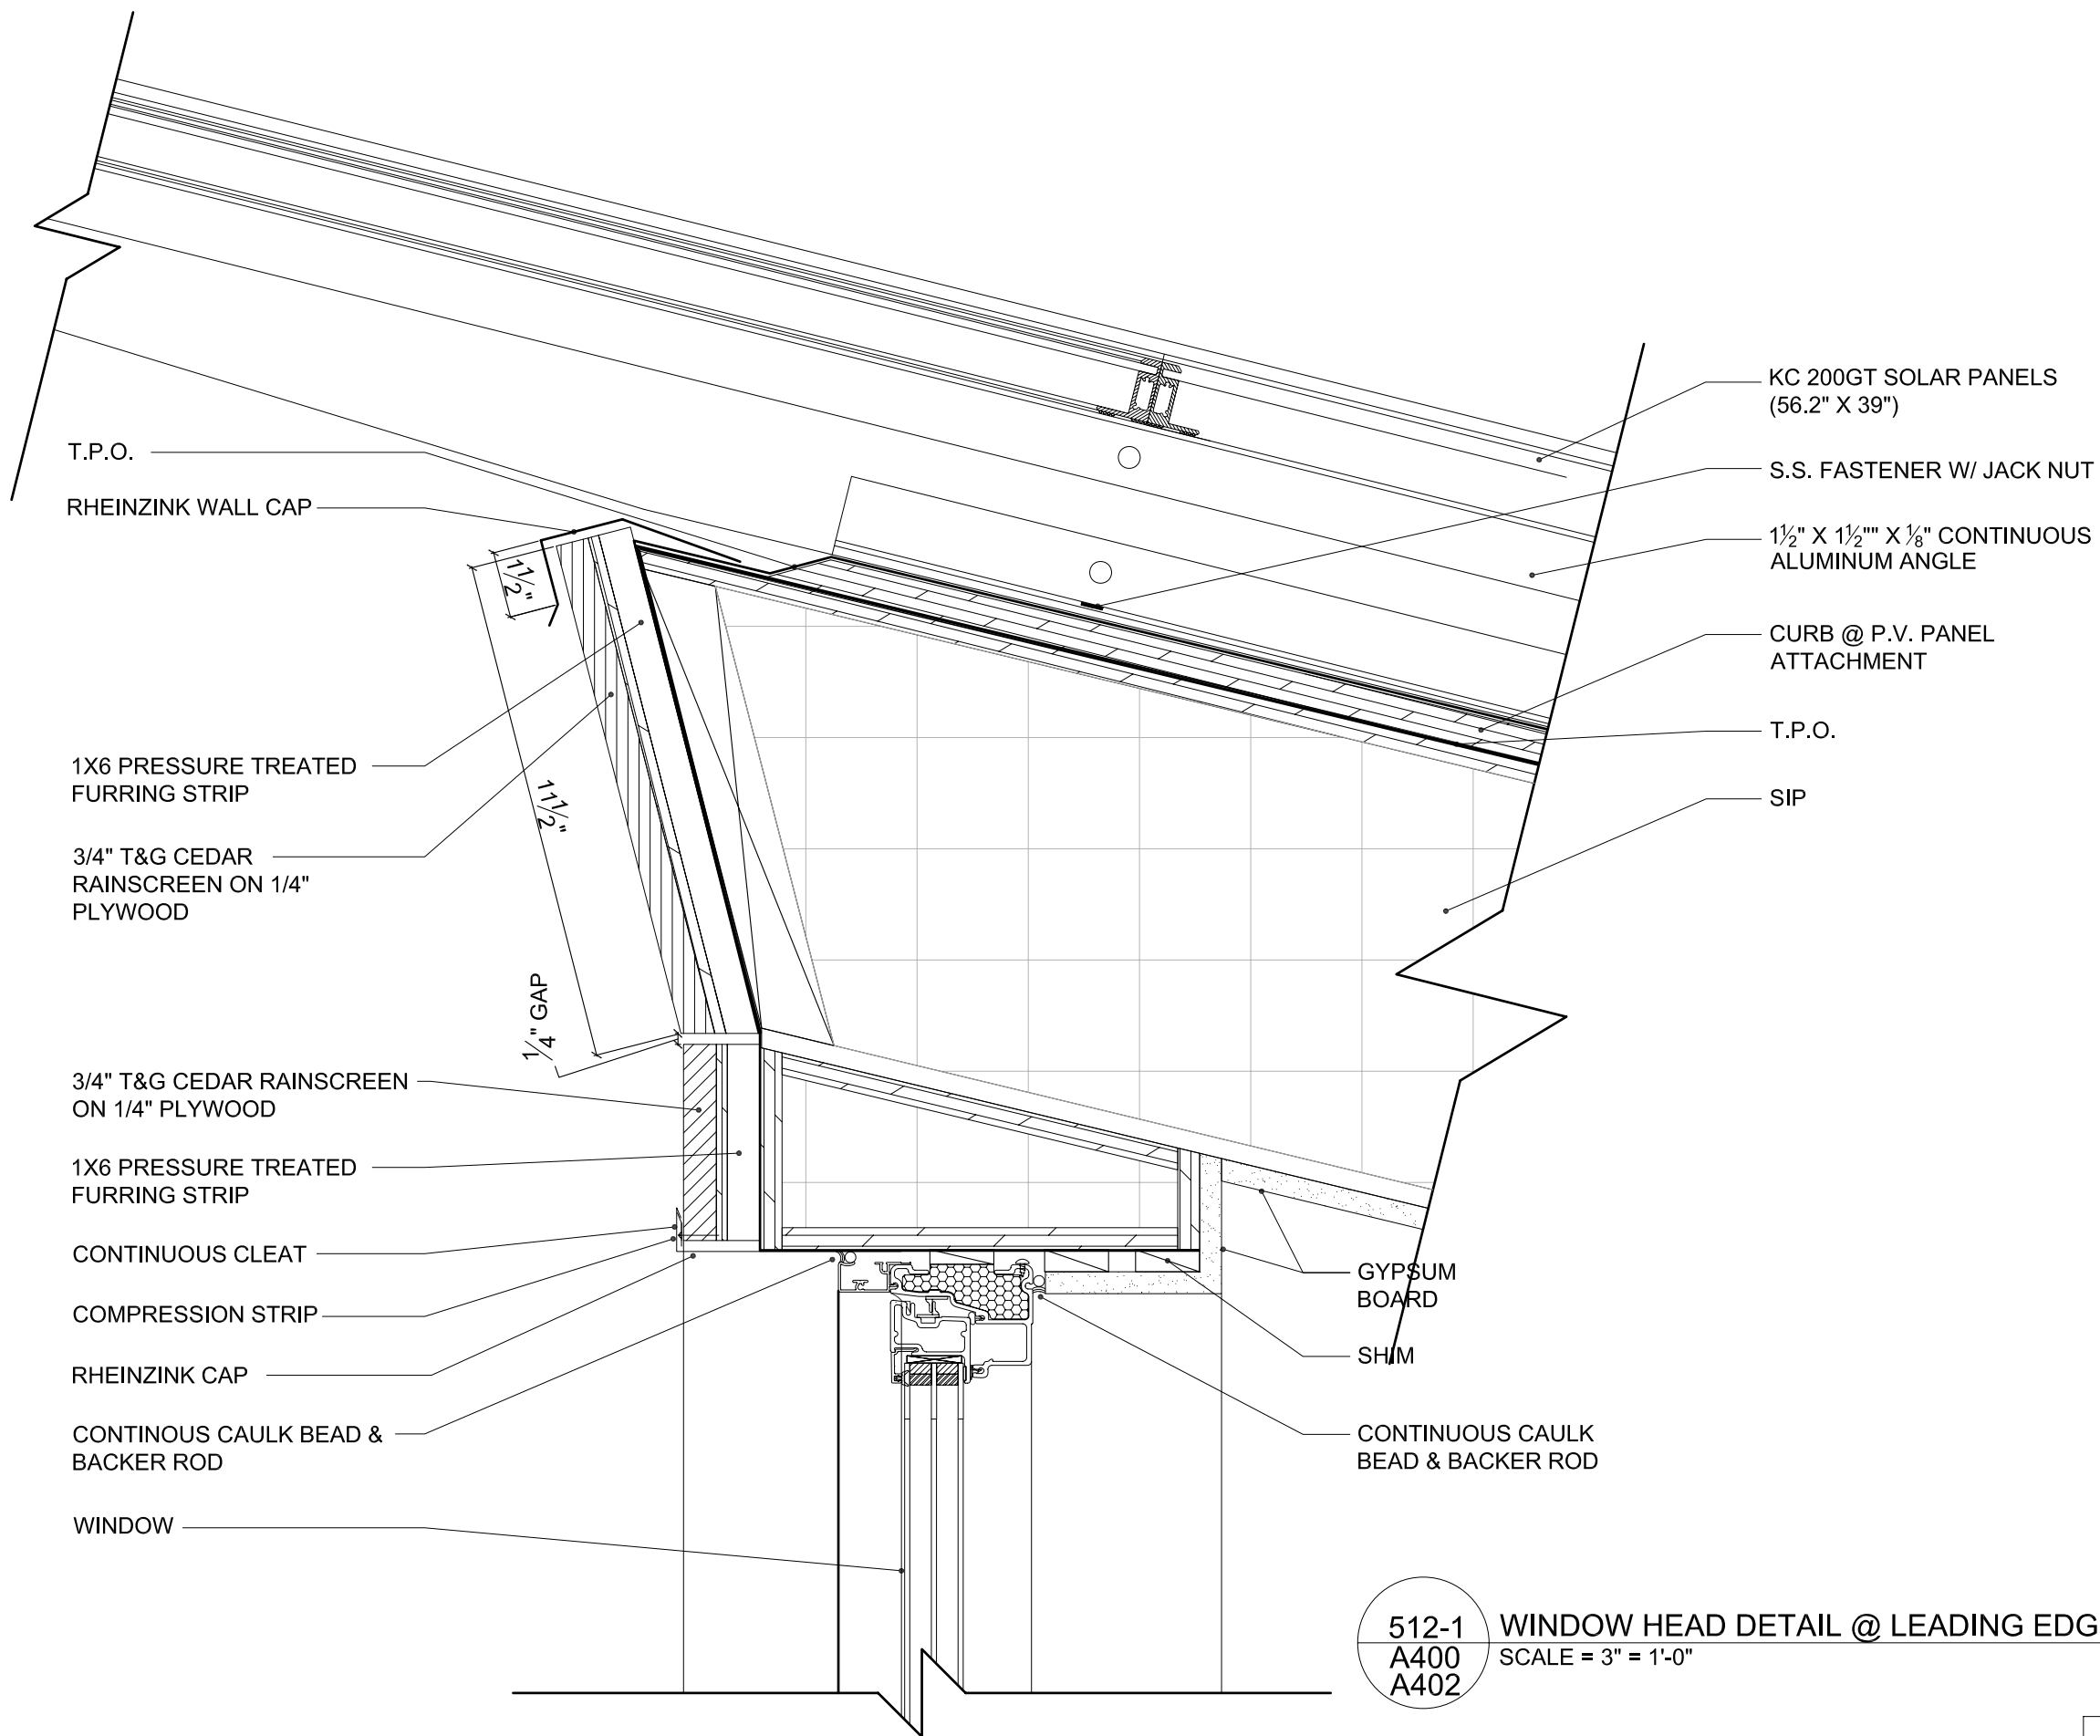 T.P.O.
RHEINZINK WALL CAP
1½"
1X6 PRESSURE TREATED
FURRING STRIP
11½"
3/4" T&G CEDAR
RAINSCREEN ON 1/4"
PLYWOOD
¼" GAP
3/4" T&G CEDAR RAINSCREEN
ON 1/4" PLYWOOD
1X6 PRESSURE TREATED
FURRING STRIP
CONTINUOUS CLEAT
COMPRESSION STRIP
RHEINZINK CAP
CONTINOUS CAULK BEAD &
BACKER ROD
WINDOW
KC 200GT SOLAR PANELS
(56.2" X 39")
S.S. FASTENER W/ JACK NUT
1½" X 1½"" X ⅛" CONTINUOUS
ALUMINUM ANGLE
CURB @ P.V. PANEL
ATTACHMENT
T.P.O.
SIP
GYPSUM
BOARD
SHIM
CONTINUOUS CAULK
BEAD & BACKER ROD
512-1
A400
A402
WINDOW HEAD DETAIL @ LEADING EDG
SCALE = 3" = 1'-0"